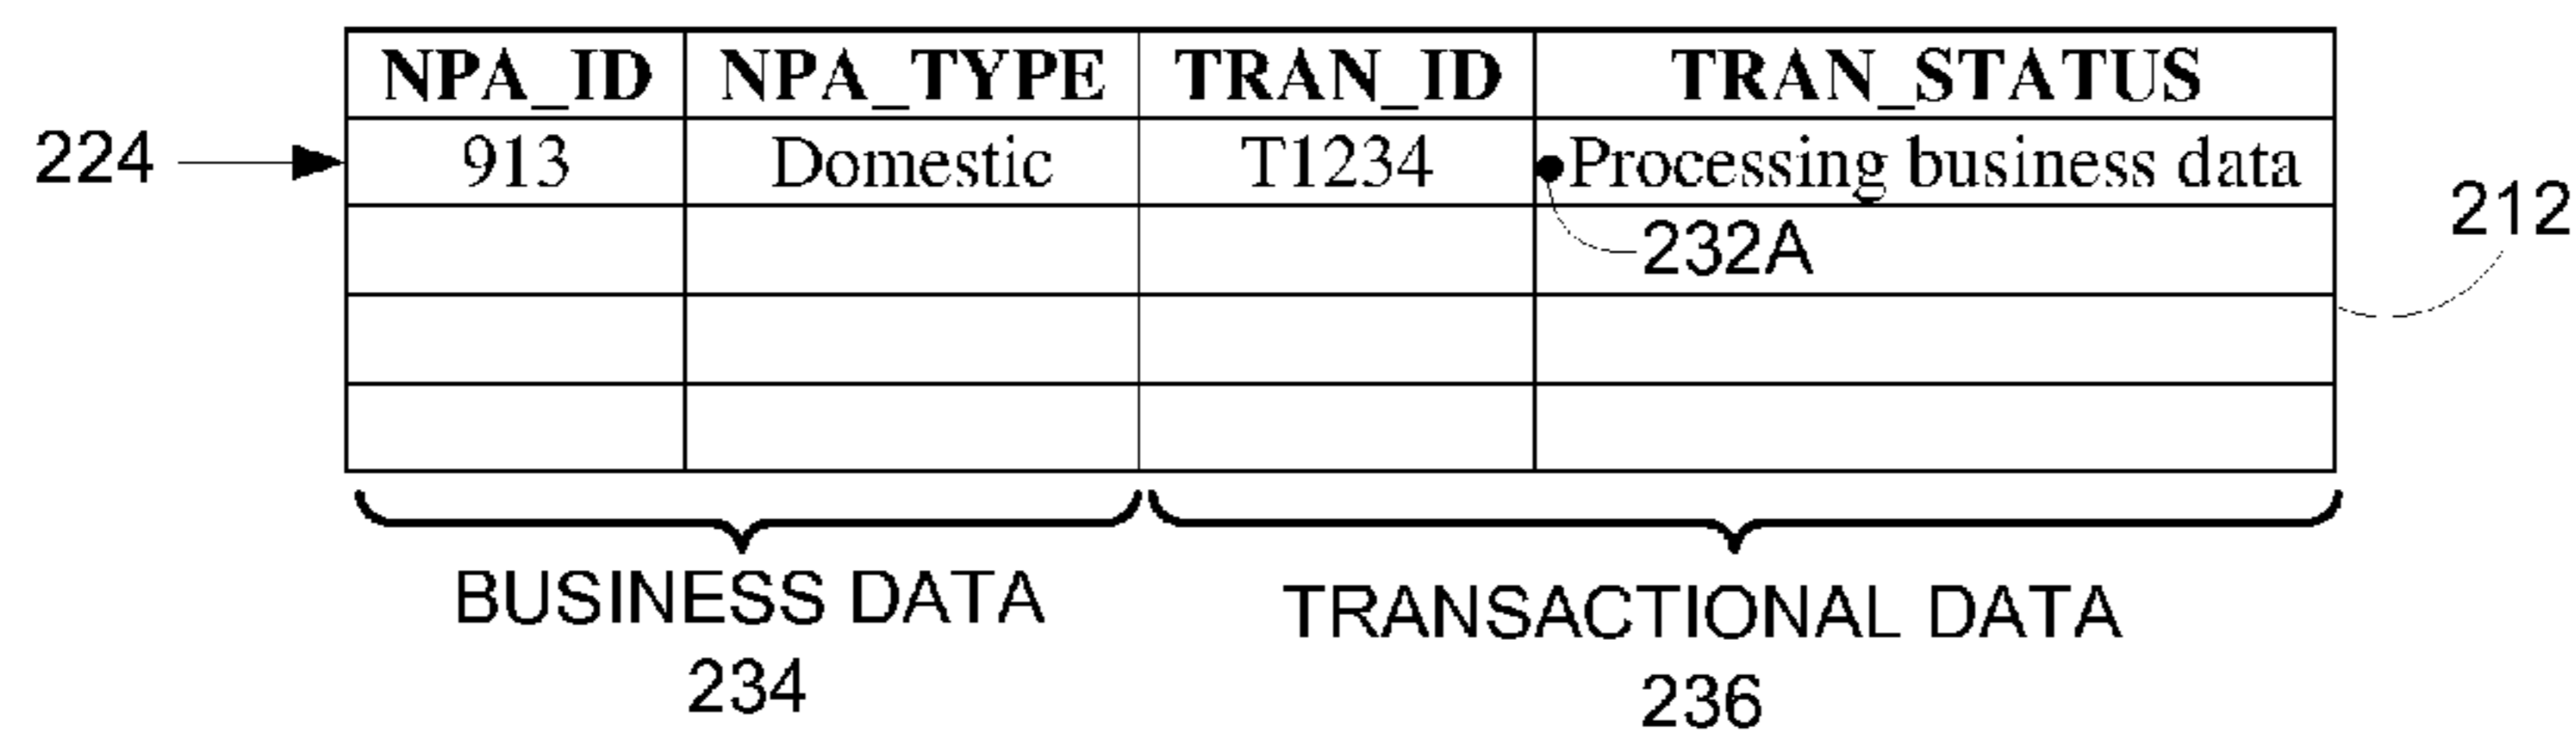 NPA_ID NPA_TYPE TRAN_ID TRAN_STATUS
224 913 Domestic T1234 Processing business data
232A 212
BUSINESS DATA TRANSACTIONAL DATA
234 236